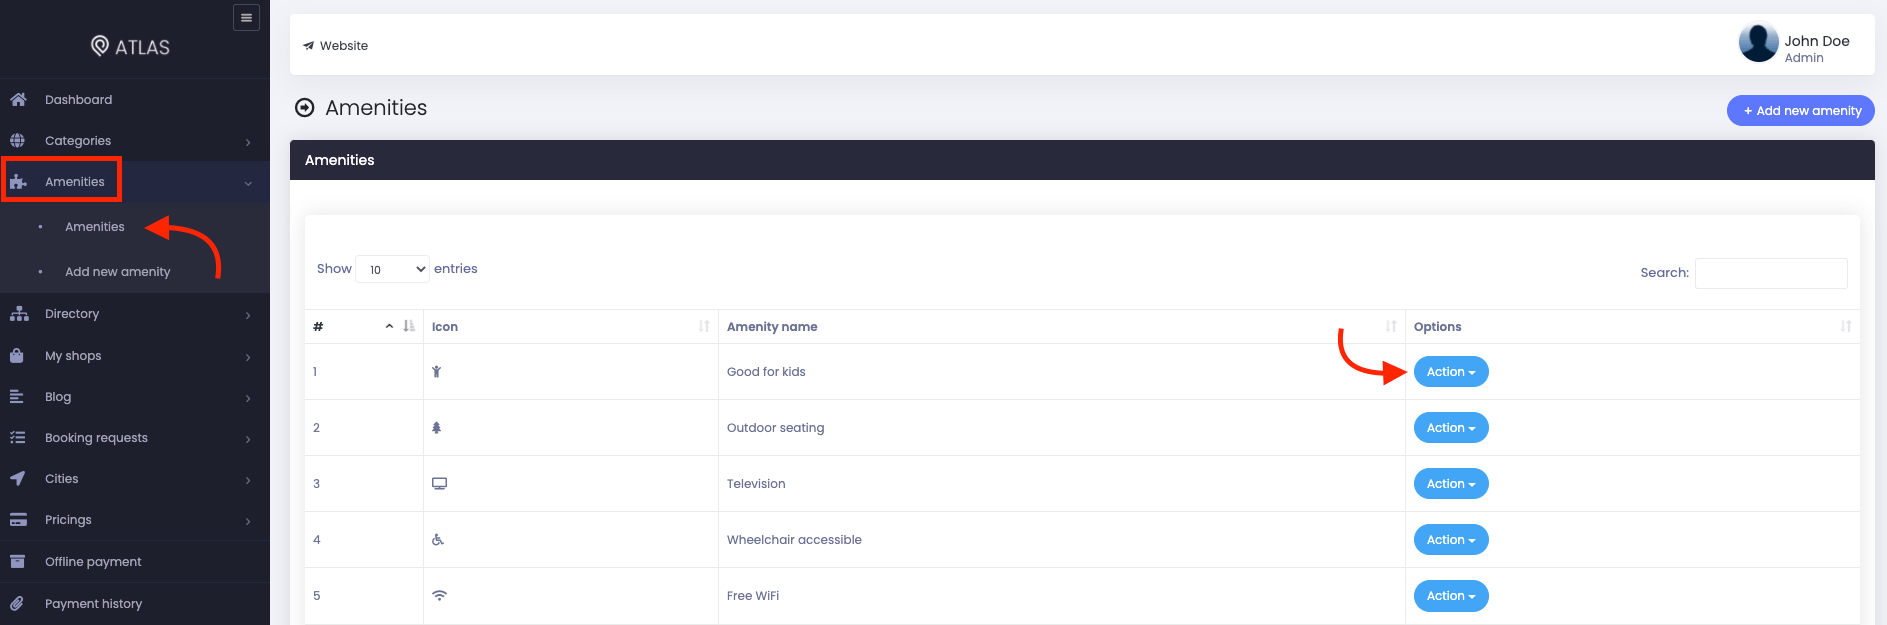 ATLAS
Dashboard
Categories
Amenities
Amenities
Add new amenity
Directory
My shops
Blog
Booking requests
Cities
Pricings
Offline payment
Payment history
Website
John Doe
Admin
Amenities
+ Add new amenity
Amenities
Show 10 entries
Search:
# Icon Amenity name Options
1 Good for kids Action
2 Outdoor seating Action
3 Television Action
4 Wheelchair accessible Action
5 Free WiFi Action